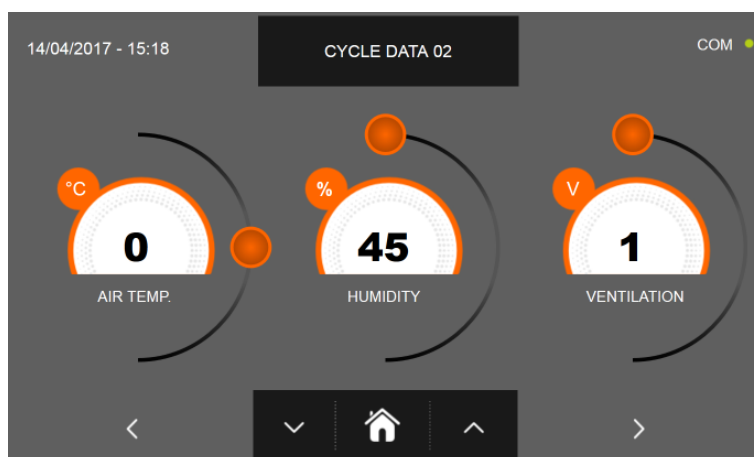 14/04/2017 - 15:18
CYCLE DATA 02
COM
°C
%
V
0
45
1
AIR TEMP.
HUMIDITY
VENTILATION